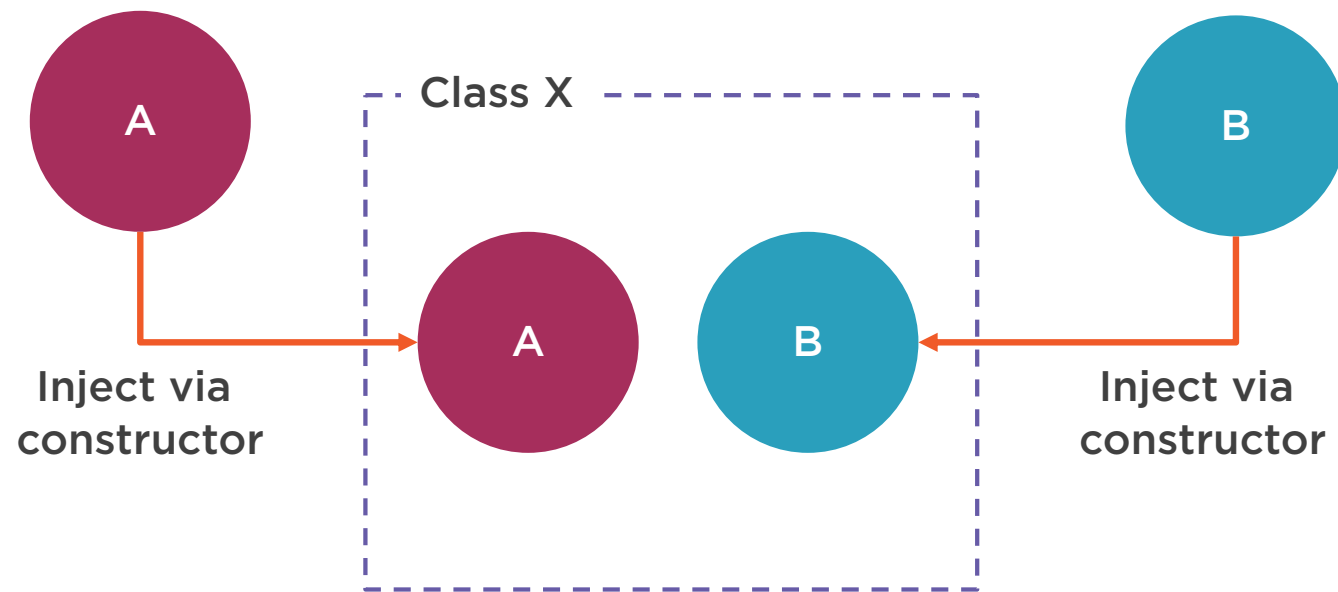 A
Class X
B
A
B
Inject via
constructor
Inject via
constructor